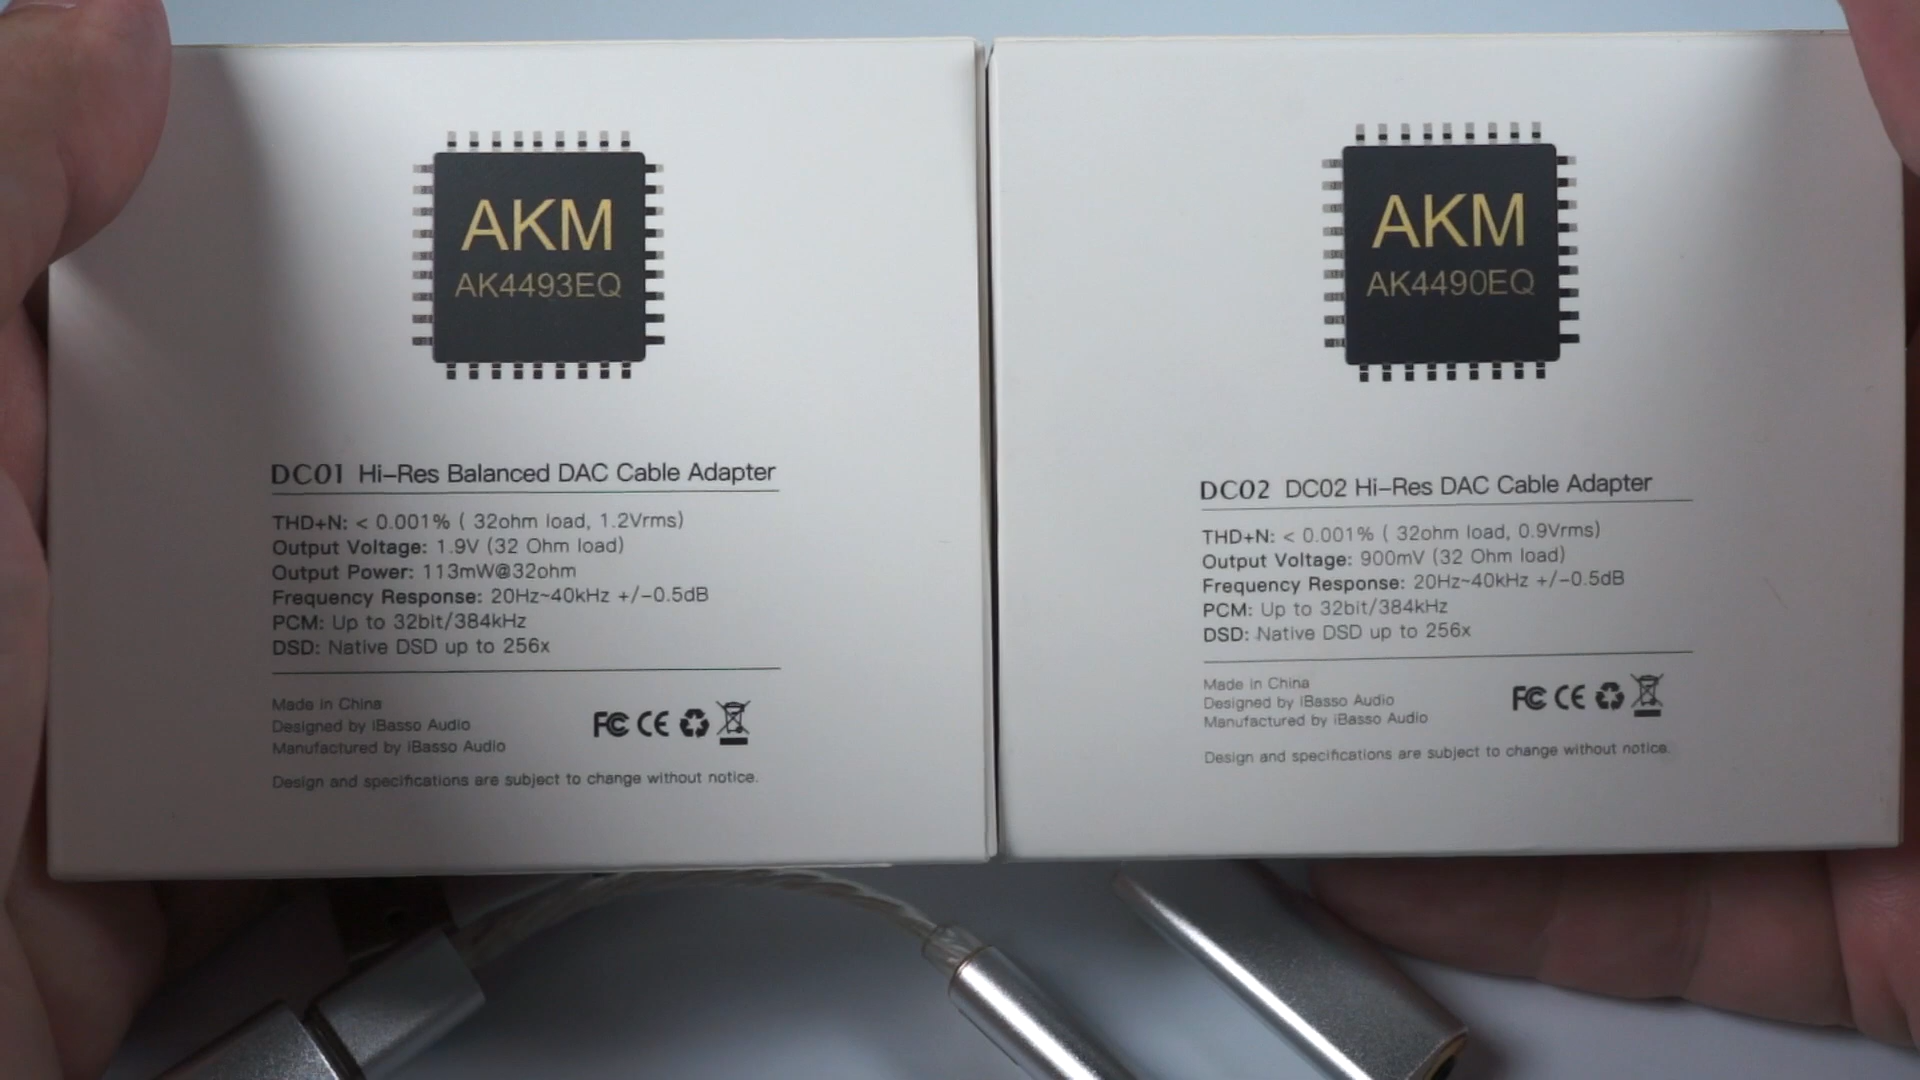 AKM
AK4493EQ
DC01 Hi-Res Balanced DAC Cable Adapter
THD+N: < 0.001% ( 32ohm load, 1.2Vrms)
Output Voltage: 1.9V (32 Ohm load)
Output Power: 113mW@32ohm
Frequency Response: 20Hz~40kHz +/-0.5dB
PCM: Up to 32bit/384kHz
DSD: Native DSD up to 256x
Made in China
Designed by iBasso Audio
Manufactured by iBasso Audio
FC CE
Design and specifications are subject to change without notice.
AKM
AK4490EQ
DC02 DC02 Hi-Res DAC Cable Adapter
THD+N: < 0.001% ( 32ohm load, 0.9Vrms)
Output Voltage: 900mV (32 Ohm load)
Frequency Response: 20Hz~40kHz +/-0.5dB
PCM: Up to 32bit/384kHz
DSD: Native DSD up to 256x
Made in China
Designed by iBasso Audio
Manufactured by iBasso Audio
FC CE
Design and specifications are subject to change without notice.